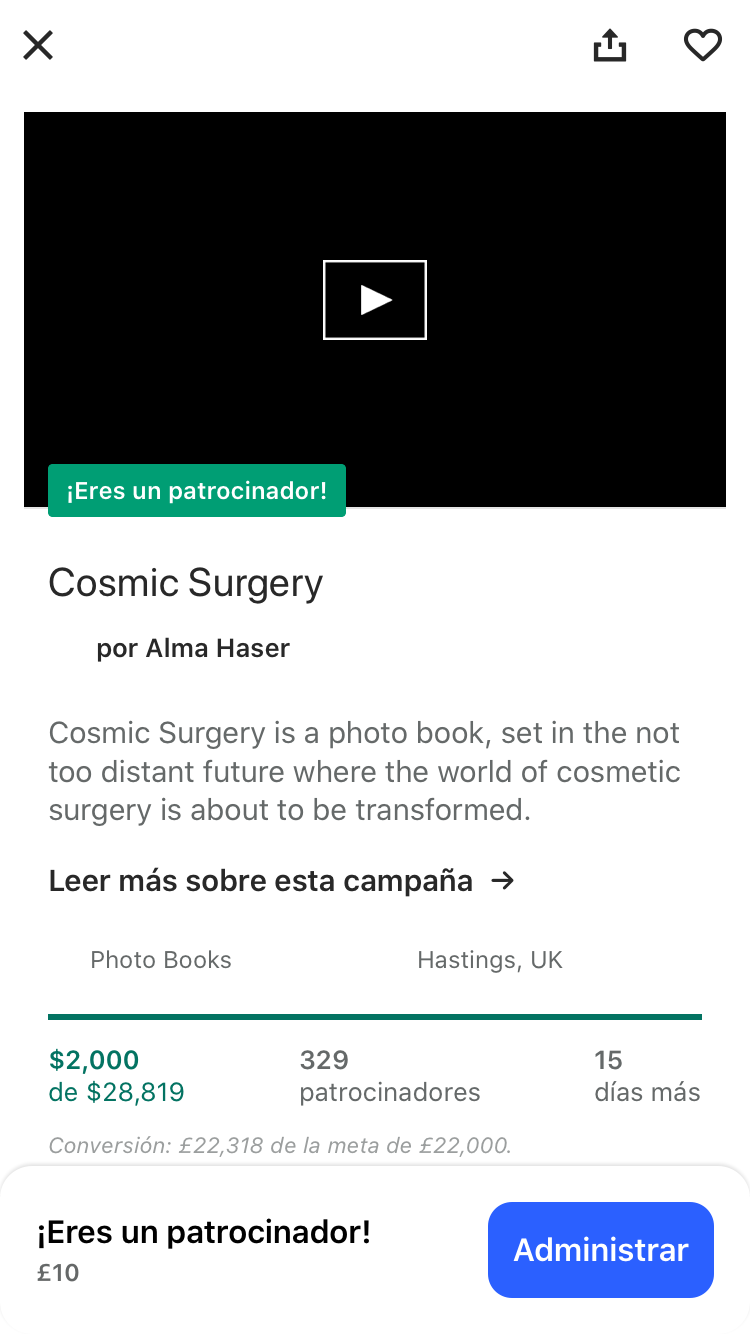 ¡Eres un patrocinador!
Cosmic Surgery
por Alma Haser
Cosmic Surgery is a photo book, set in the not
too distant future where the world of cosmetic
surgery is about to be transformed.
Leer más sobre esta campaña →
Photo Books
Hastings, UK
$2,000
de $28,819
329
patrocinadores
15
días más
Conversión: £22,318 de la meta de £22,000.
¡Eres un patrocinador!
£10
Administrar